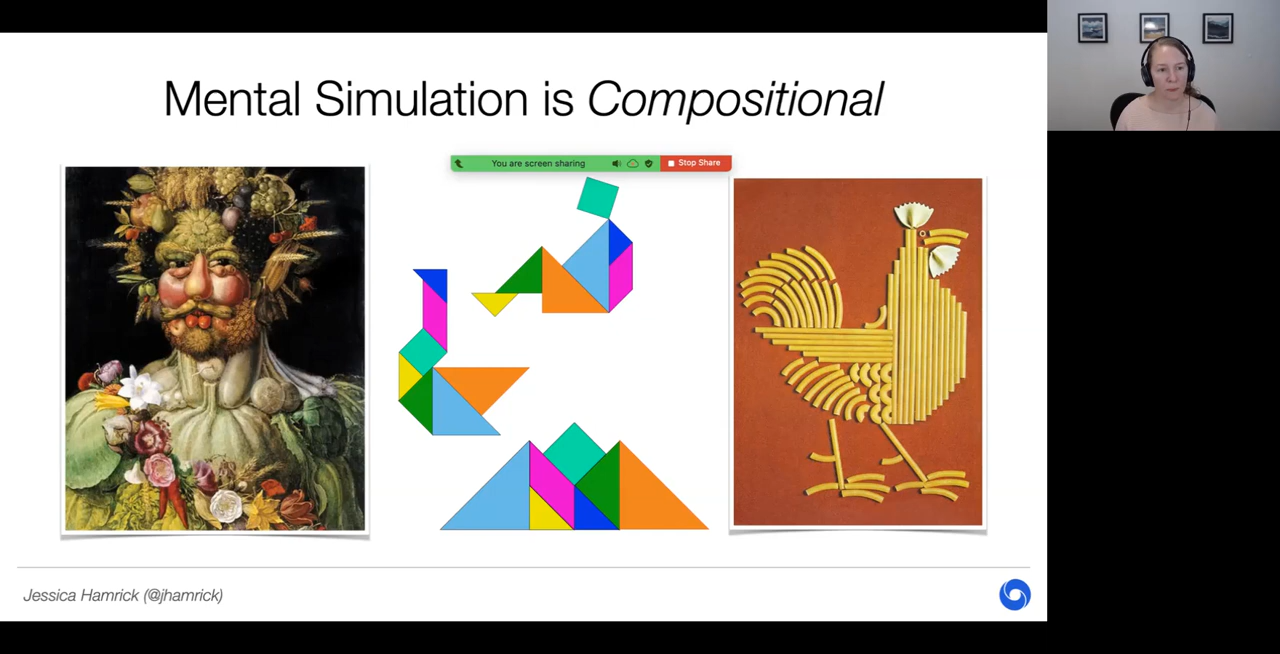 Mental Simulation is Compositional
You are screen sharing
Stop Share
Jessica Hamrick (@jhamrick)